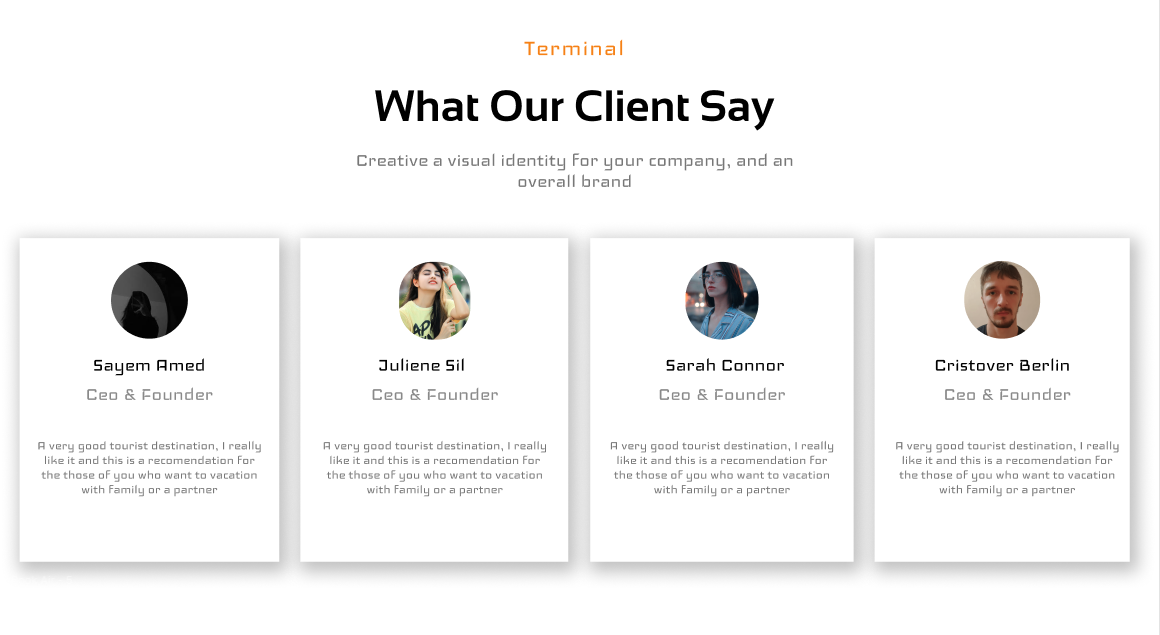 Terminal
What Our Client Say
Creative a visual identity for your company, and an
overall brand
Sayem Amed
Ceo & Founder
A very good tourist destination, I really
like it and this is a recomendation for
the those of you who want to vacation
with family or a partner
Juliene Sil
Ceo & Founder
A very good tourist destination, I really
like it and this is a recomendation for
the those of you who want to vacation
with family or a partner
Sarah Connor
Ceo & Founder
A very good tourist destination, I really
like it and this is a recomendation for
the those of you who want to vacation
with family or a partner
Cristover Berlin
Ceo & Founder
A very good tourist destination, I really
like it and this is a recomendation for
the those of you who want to vacation
with family or a partner